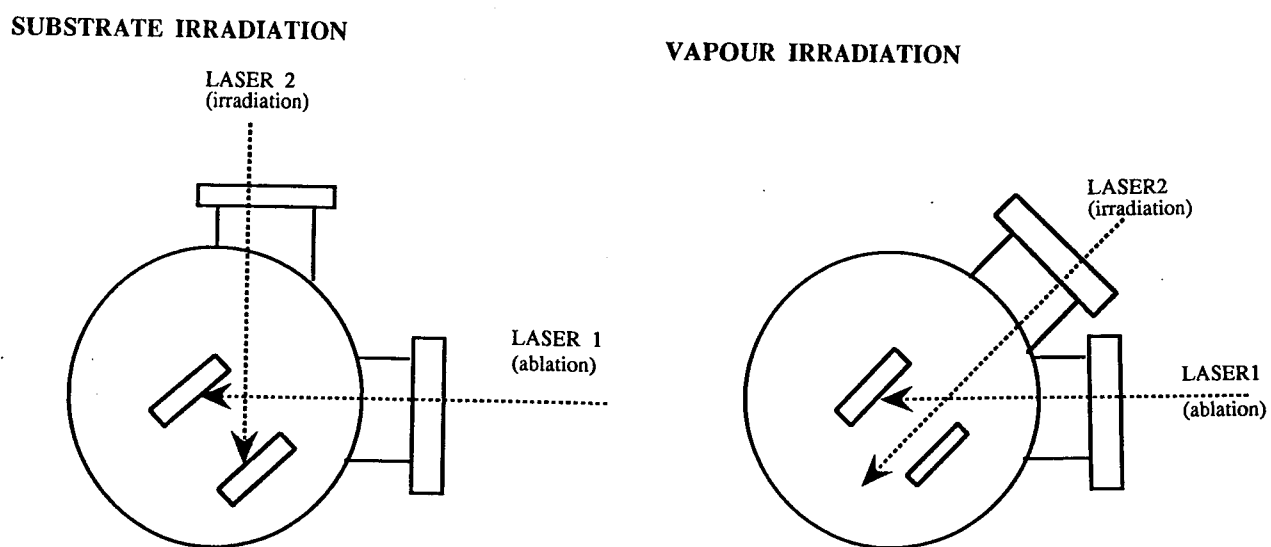 SUBSTRATE IRRADIATION
LASER 2
(irradiation)
LASER 1
(ablation)
VAPOUR IRRADIATION
LASER2
(irradiation)
LASER1
(ablation)